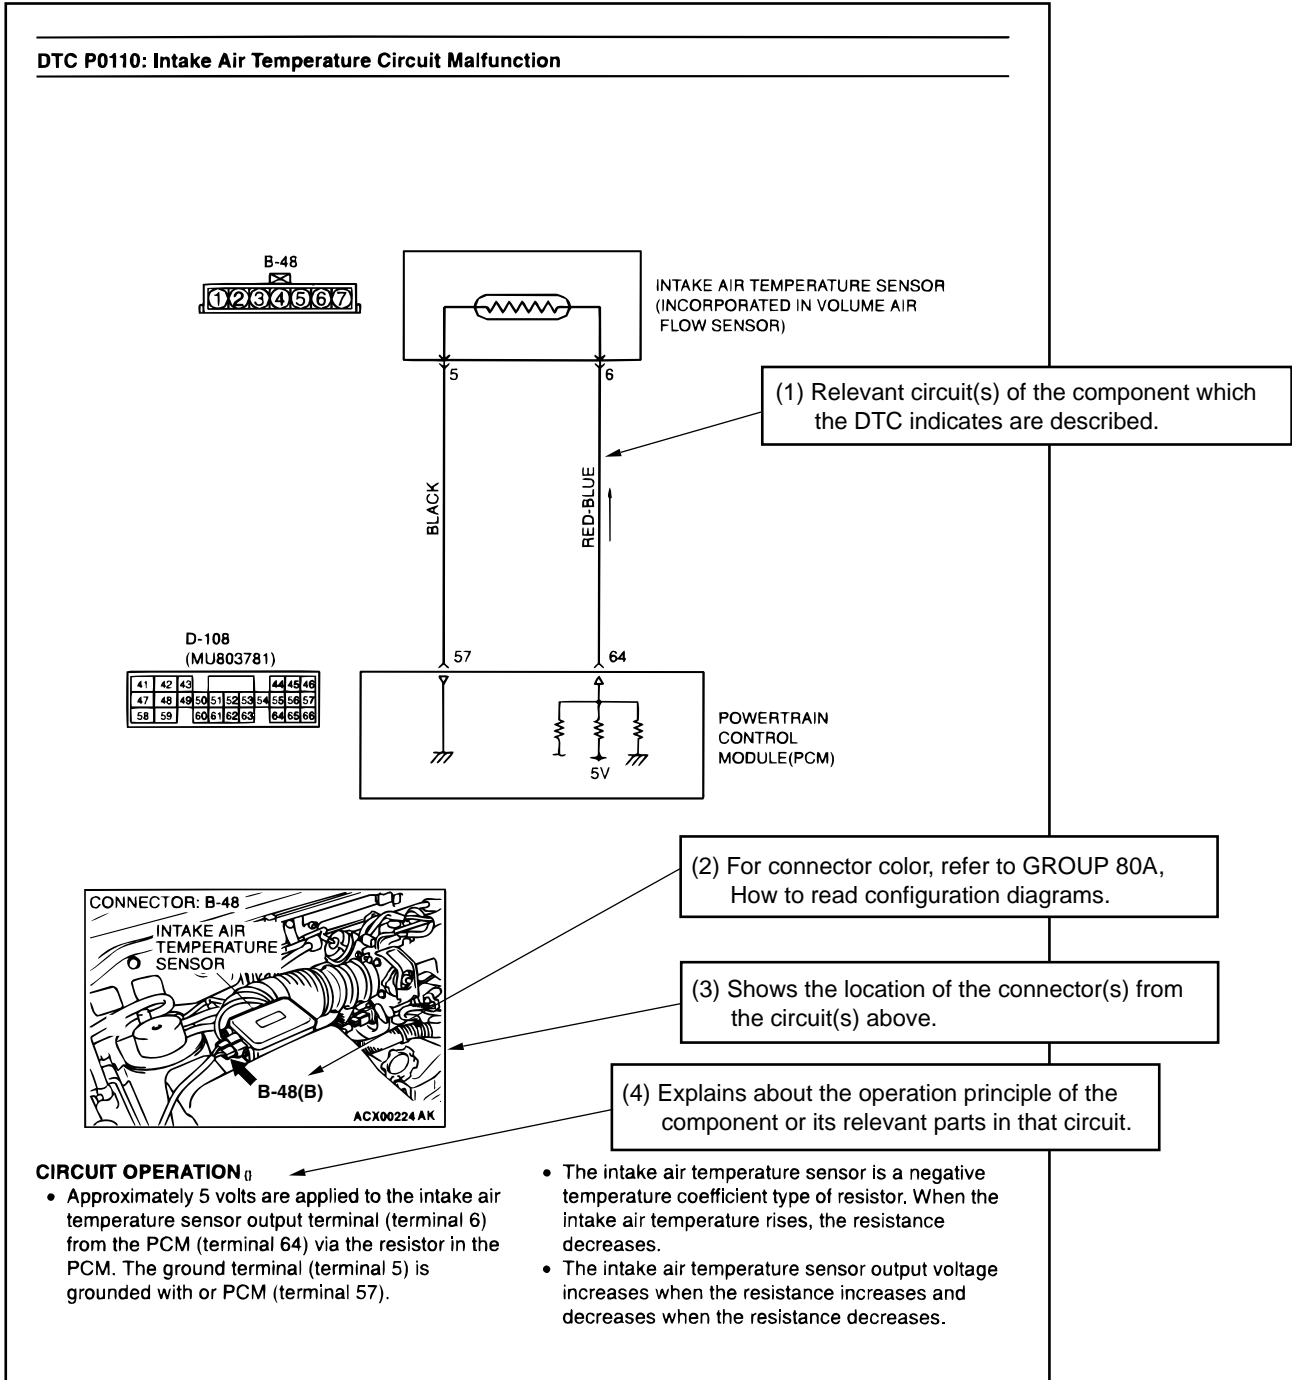 DTC P0110: Intake Air Temperature Circuit Malfunction
B-48
1 2 3 4 5 6 7
INTAKE AIR TEMPERATURE SENSOR
(INCORPORATED IN VOLUME AIR
FLOW SENSOR)
5
6
(1) Relevant circuit(s) of the component which
the DTC indicates are described.
BLACK
RED-BLUE
D-108
(MU803781)
57
64
41 42 43 44 45 46
47 48 49 50 51 52 53 54 55 56 57
58 59 60 61 62 63 64 65 66
5V
POWERTRAIN
CONTROL
MODULE(PCM)
(2) For connector color, refer to GROUP 80A,
How to read configuration diagrams.
CONNECTOR: B-48
INTAKE AIR
TEMPERATURE
SENSOR
B-48(B)
ACX00224 AK
(3) Shows the location of the connector(s) from
the circuit(s) above.
(4) Explains about the operation principle of the
component or its relevant parts in that circuit.
CIRCUIT OPERATION
• Approximately 5 volts are applied to the intake air
temperature sensor output terminal (terminal 6)
from the PCM (terminal 64) via the resistor in the
PCM. The ground terminal (terminal 5) is
grounded with or PCM (terminal 57).
• The intake air temperature sensor is a negative
temperature coefficient type of resistor. When the
intake air temperature rises, the resistance
decreases.
• The intake air temperature sensor output voltage
increases when the resistance increases and
decreases when the resistance decreases.